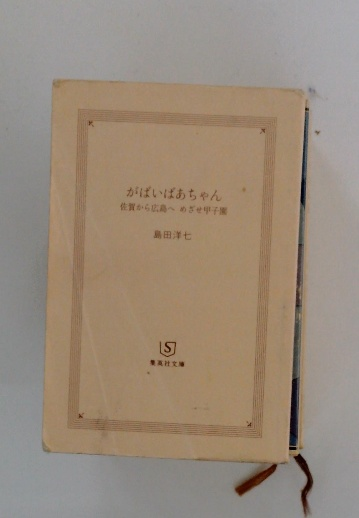 がばいばあちゃん
佐賀から広島へ めざせ甲子園
島田洋七
S
集英社文庫